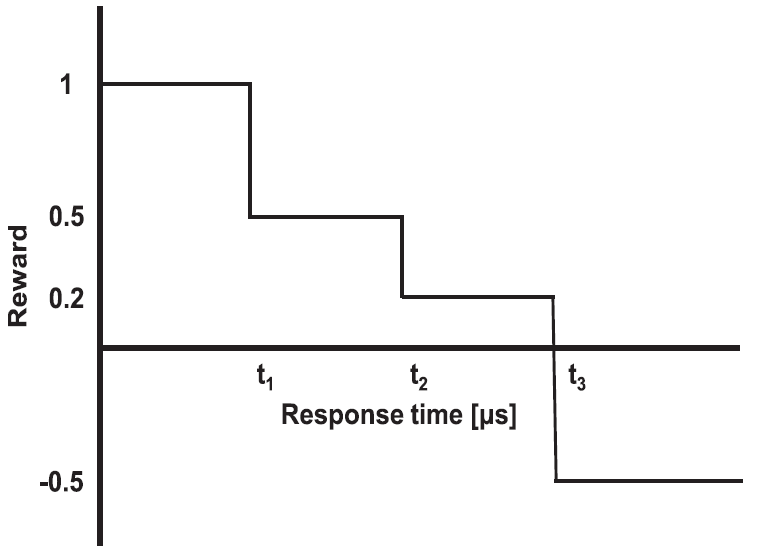 1
0.5
0.2
-0.5
Reward
t₁
t₂
t₃
Response time [µs]